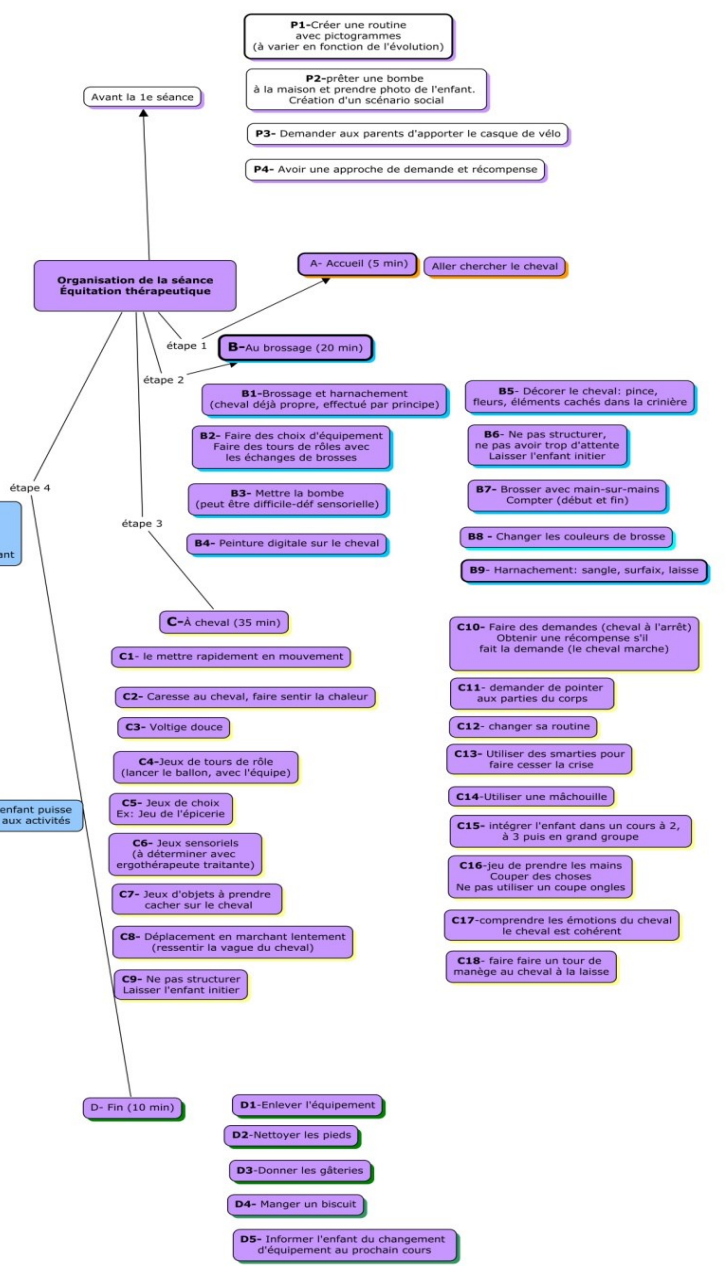 P1-Créer une routine
avec pictogrammes
(à varier en fonction de l'évolution)
P2-prêter une bombe
à la maison et prendre photo de l'enfant.
Création d'un scénario social
Avant la 1e séance
P3- Demander aux parents d'apporter le casque de vélo
P4- Avoir une approche de demande et récompense
Organisation de la séance
Équitation thérapeutique
A- Accueil (5 min)
Aller chercher le cheval
étape 1
B-Au brossage (20 min)
étape 2
B1-Brossage et harnachement
(cheval déjà propre, effectué par principe)
B2- Faire des choix d'équipement
Faire des tours de rôles avec
les échanges de brosses
B3- Mettre la bombe
(peut être difficile-déf sensorielle)
B4- Peinture digitale sur le cheval
B5- Décorer le cheval: pince,
fleurs, éléments cachés dans la crinière
B6- Ne pas structurer,
ne pas avoir trop d'attente
Laisser l'enfant initier
B7- Brosser avec main-sur-mains
Compter (début et fin)
B8 - Changer les couleurs de brosse
B9- Harnachement: sangle, surfaix, laisse
étape 4
ant
étape 3
C-À cheval (35 min)
C1- le mettre rapidement en mouvement
C2- Caresse au cheval, faire sentir la chaleur
C3- Voltige douce
C4-Jeux de tours de rôle
(lancer le ballon, avec l'équipe)
C5- Jeux de choix
Ex: Jeu de l'épicerie
C6- Jeux sensoriels
(à déterminer avec
ergothérapeute traitante)
C7- Jeux d'objets à prendre
cacher sur le cheval
C8- Déplacement en marchant lentement
(ressentir la vague du cheval)
C9- Ne pas structurer
Laisser l'enfant initier
C10- Faire des demandes (cheval à l'arrêt)
Obtenir une récompense s'il
fait la demande (le cheval marche)
C11- demander de pointer
aux parties du corps
C12- changer sa routine
C13- Utiliser des smarties pour
faire cesser la crise
C14-Utiliser une mâchouille
C15- intégrer l'enfant dans un cours à 2,
à 3 puis en grand groupe
C16-jeu de prendre les mains
Couper des choses
Ne pas utiliser un coupe ongles
C17-comprendre les émotions du cheval
le cheval est cohérent
C18- faire faire un tour de
manège au cheval à la laisse
enfant puisse
aux activités
D- Fin (10 min)
D1-Enlever l'équipement
D2-Nettoyer les pieds
D3-Donner les gâteries
D4- Manger un biscuit
D5- Informer l'enfant du changement
d'équipement au prochain cours